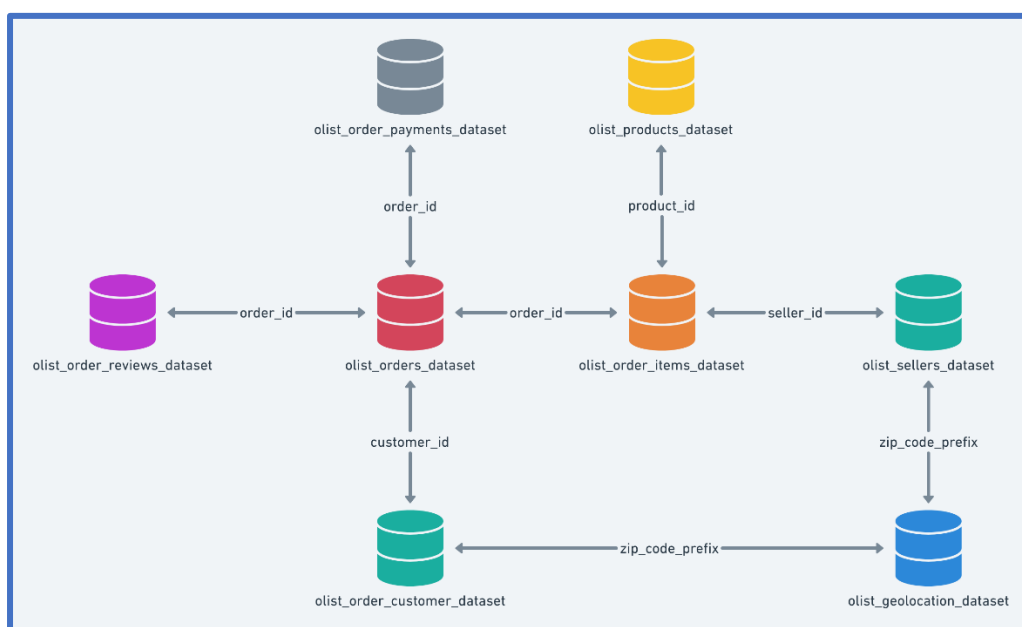 olist_order_payments_dataset
olist_products_dataset
order_id
product_id
order_id
order_id
seller_id
olist_order_reviews_dataset
olist_orders_dataset
olist_order_items_dataset
olist_sellers_dataset
customer_id
zip_code_prefix
zip_code_prefix
olist_order_customer_dataset
olist_geolocation_dataset